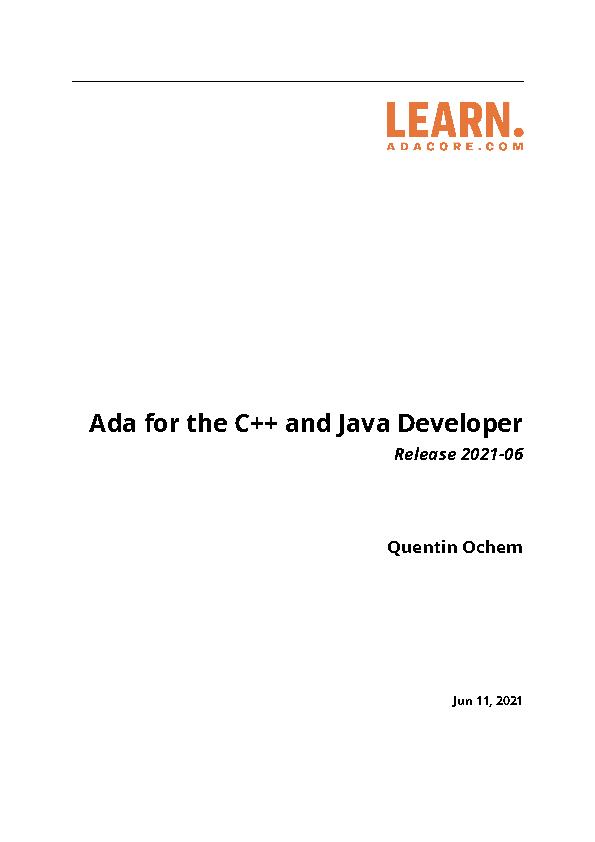 LEARN.
ADACORE.COM
Ada for the C++ and Java Developer
Release 2021-06
Quentin Ochem
Jun 11, 2021